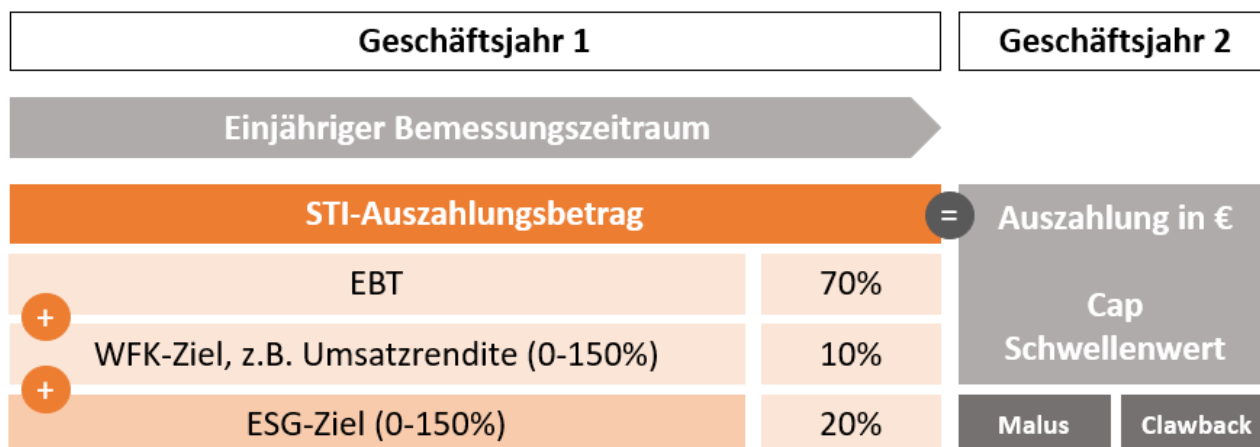 Geschäftsjahr 1
Geschäftsjahr 2
Einjähriger Bemessungszeitraum
STI-Auszahlungsbetrag
=
Auszahlung in €
EBT
70%
+
Cap
WFK-Ziel, z.B. Umsatzrendite (0-150%)
10%
Schwellenwert
+
ESG-Ziel (0-150%)
20%
Malus
Clawback